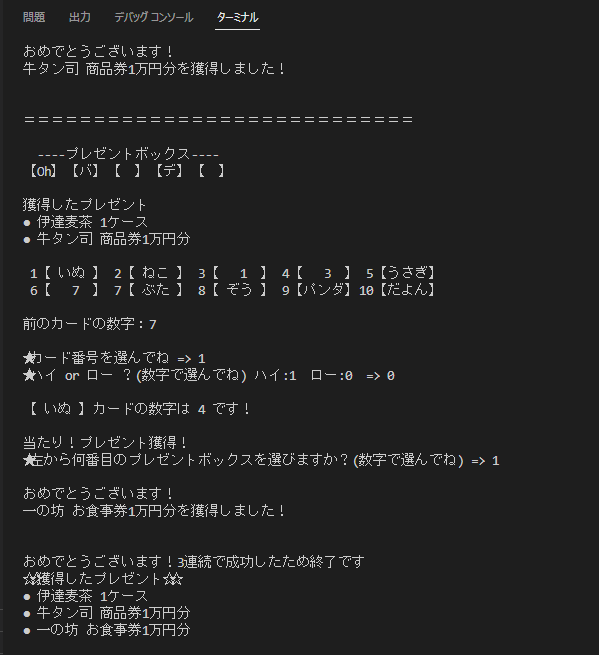 問題 出力 デバッグ コンソール ターミナル
おめでとうございます！
牛タン司 商品券1万円分を獲得しました！
＝＝＝＝＝＝＝＝＝＝＝＝＝＝＝＝＝＝＝＝＝＝＝＝＝＝＝＝
----プレゼントボックス----
【Oh】【バ】【　】【デ】【　】
獲得したプレゼント
● 伊達麦茶 1ケース
● 牛タン司 商品券1万円分
1【 いぬ 】 2【 ねこ 】 3【 1 】 4【 3 】 5【うさぎ】
6【 7 】 7【 ぶた 】 8【 ぞう 】 9【パンダ】10【だよん】
前のカードの数字：7
★カード番号を選んでね => 1
★ハイ or ロー ？(数字で選んでね) ハイ:1 ロー:0 => 0
【 いぬ 】カードの数字は 4 です！
当たり！プレゼント獲得！
★左から何番目のプレゼントボックスを選びますか？(数字で選んでね) => 1
おめでとうございます！
一の坊 お食事券1万円分を獲得しました！
おめでとうございます！3連続で成功したため終了です
☆☆獲得したプレゼント☆☆
● 伊達麦茶 1ケース
● 牛タン司 商品券1万円分
● 一の坊 お食事券1万円分